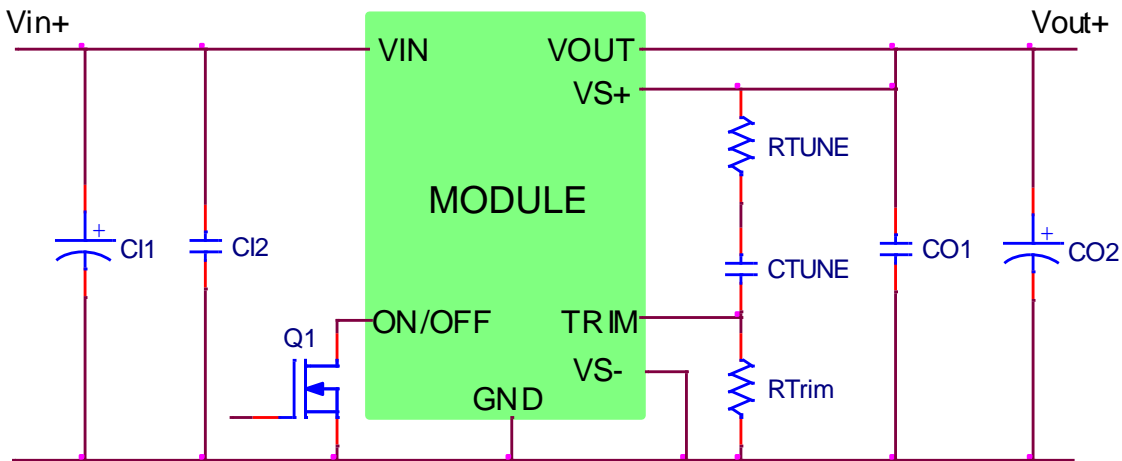 Vin+
Vout+
VIN
VOUT
VS+
RTUNE
MODULE
+
CI1
CI2
CTUNE
CO1
+
CO2
Q1
ON/OFF
TRIM
VS-
RTrim
GND